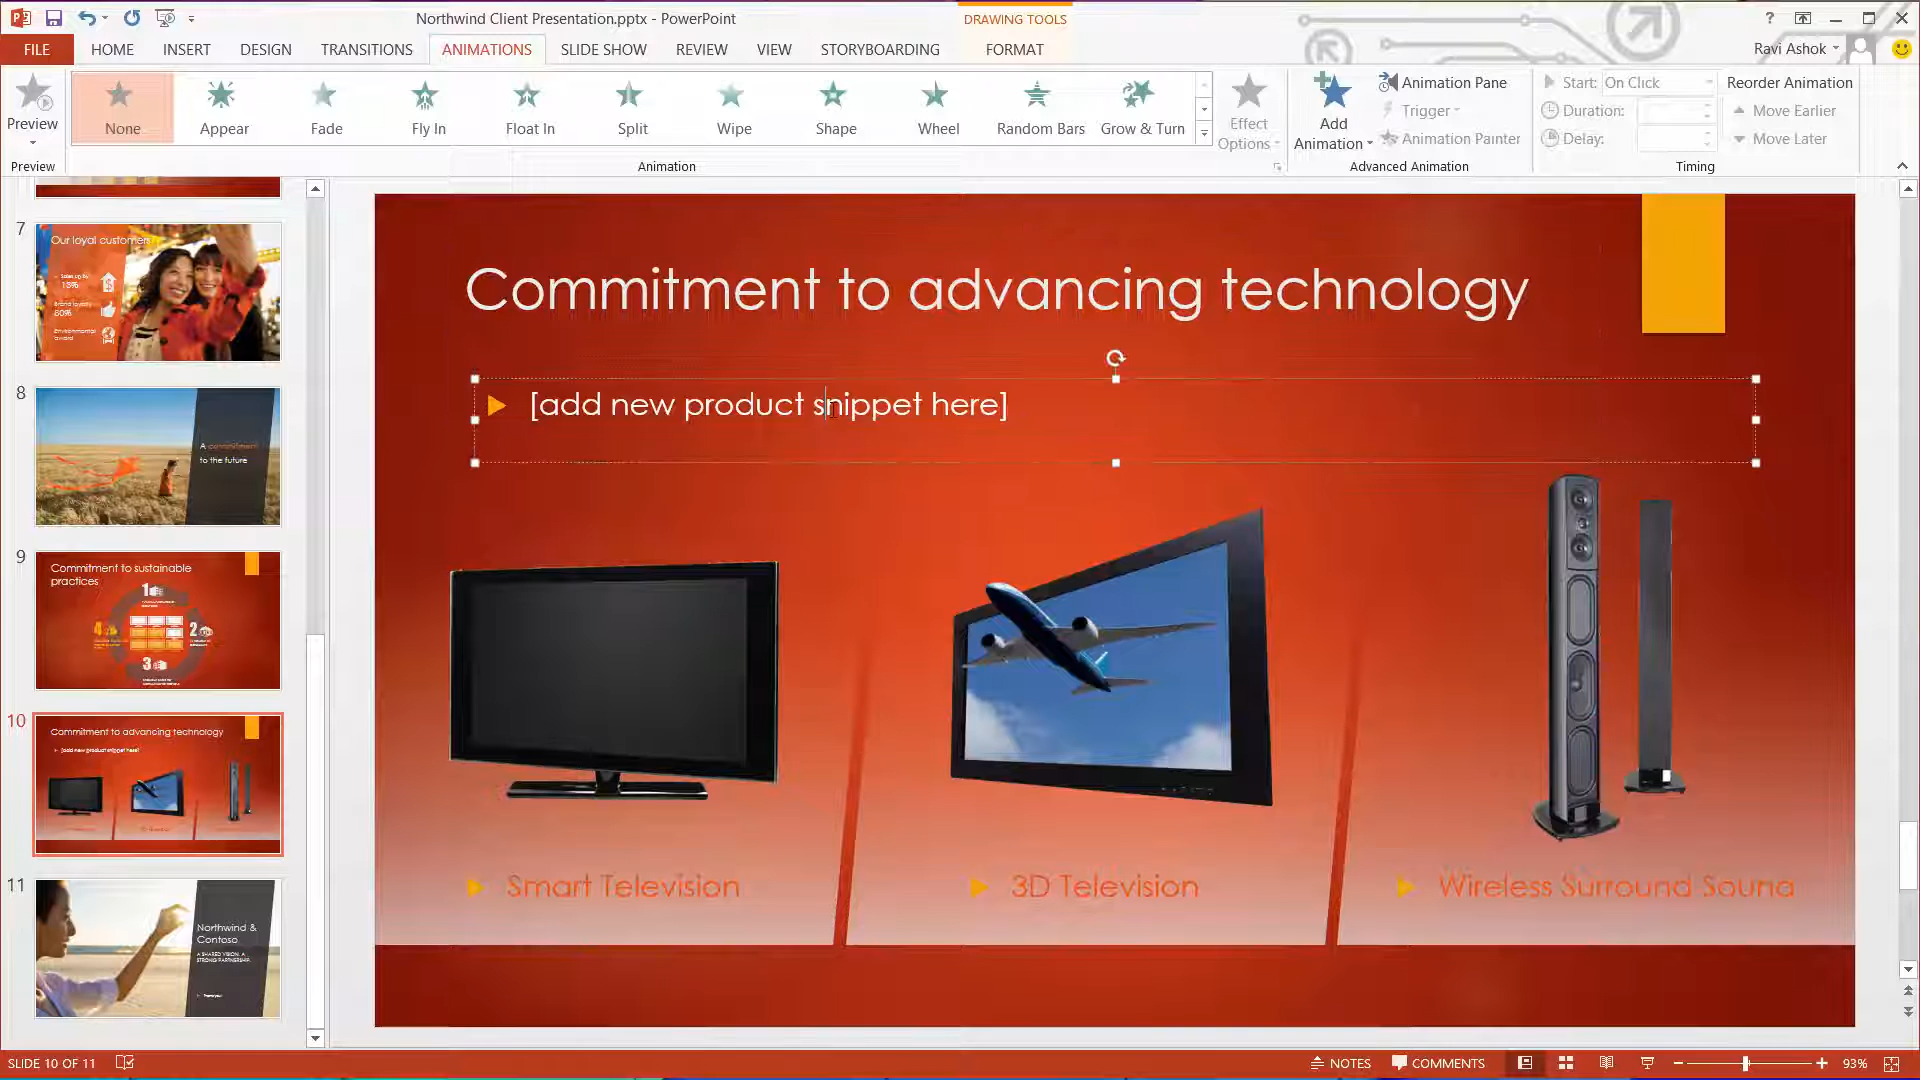 Northwind Client Presentation.pptx - PowerPoint
DRAWING TOOLS
?
FILE
HOME
INSERT
DESIGN
TRANSITIONS
ANIMATIONS
SLIDE SHOW
REVIEW
VIEW
STORYBOARDING
FORMAT
Ravi Ashok
Preview
None
Appear
Fade
Fly In
Float In
Split
Wipe
Shape
Wheel
Random Bars
Grow & Turn
Effect
Options
Add
Animation
Animation Pane
Trigger
Animation Painter
Start: On Click
Duration:
Delay:
Reorder Animation
Move Earlier
Move Later
Preview
Animation
Advanced Animation
Timing
7
Our loyal customers
Sales up by
15%
Brand loyalty
60%
Environmental
award
8
A commitment
to the future
9
Commitment to sustainable
practices
1
2
3
4
10
Commitment to advancing technology
[add new product snippet here]
11
Northwind &
Contoso
A SHARED VISION. A
STRONG PARTNERSHIP.
Thank you
Commitment to advancing technology
[add new product snippet here]
Smart Television
3D Television
Wireless Surround Sound
SLIDE 10 OF 11
NOTES
COMMENTS
93%